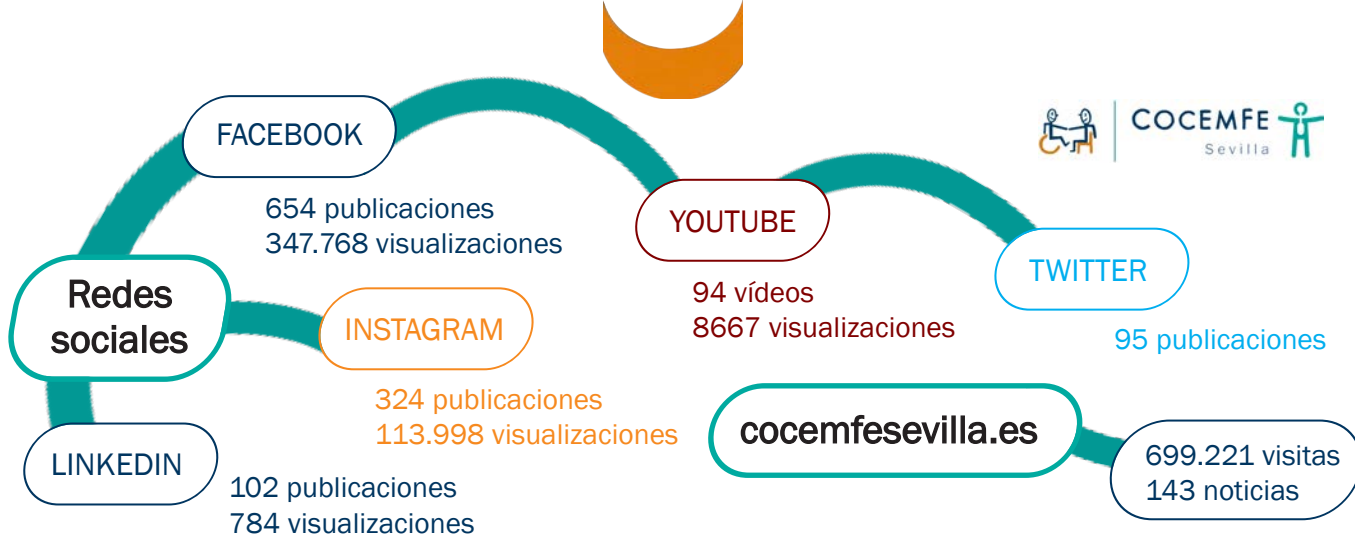 FACEBOOK
654 publicaciones
347.768 visualizaciones
COCEMFE
Sevilla
YOUTUBE
94 vídeos
8667 visualizaciones
TWITTER
95 publicaciones
Redes
sociales
INSTAGRAM
324 publicaciones
113.998 visualizaciones
LINKEDIN
102 publicaciones
784 visualizaciones
cocemfesevilla.es
699.221 visitas
143 noticias